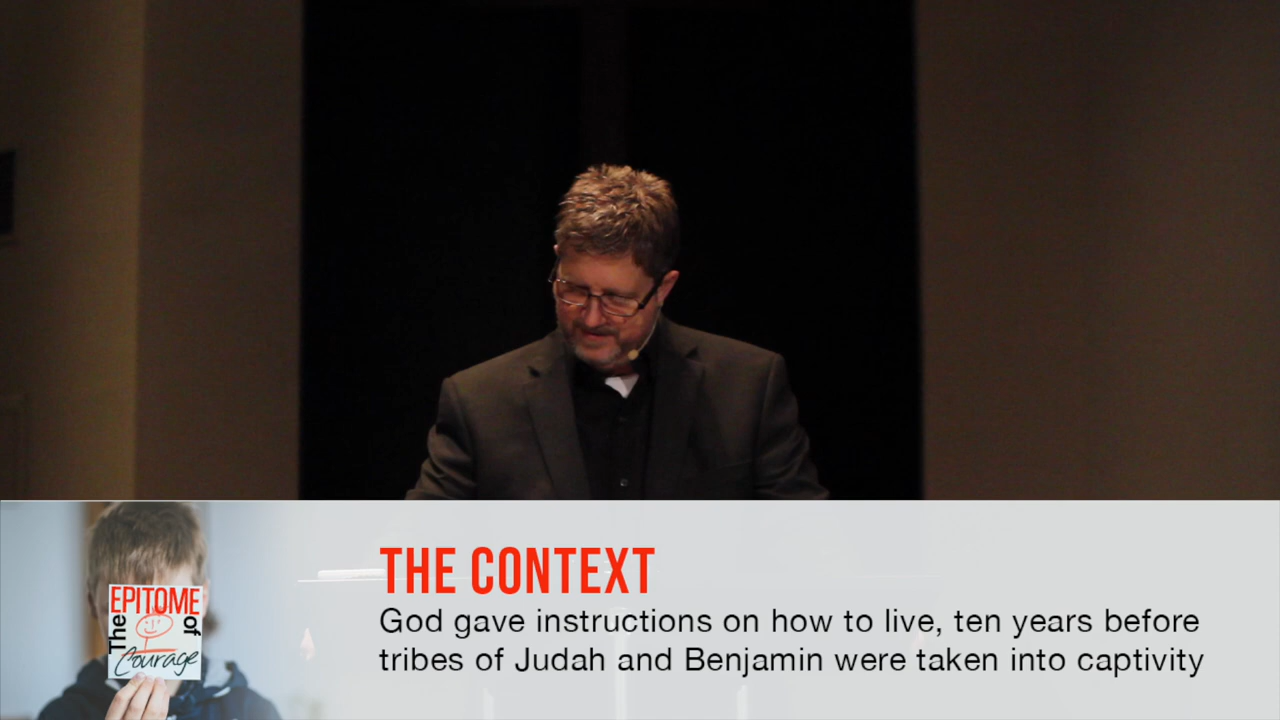 THE CONTEXT
God gave instructions on how to live, ten years before
tribes of Judah and Benjamin were taken into captivity
The
EPITOME
of
Courage